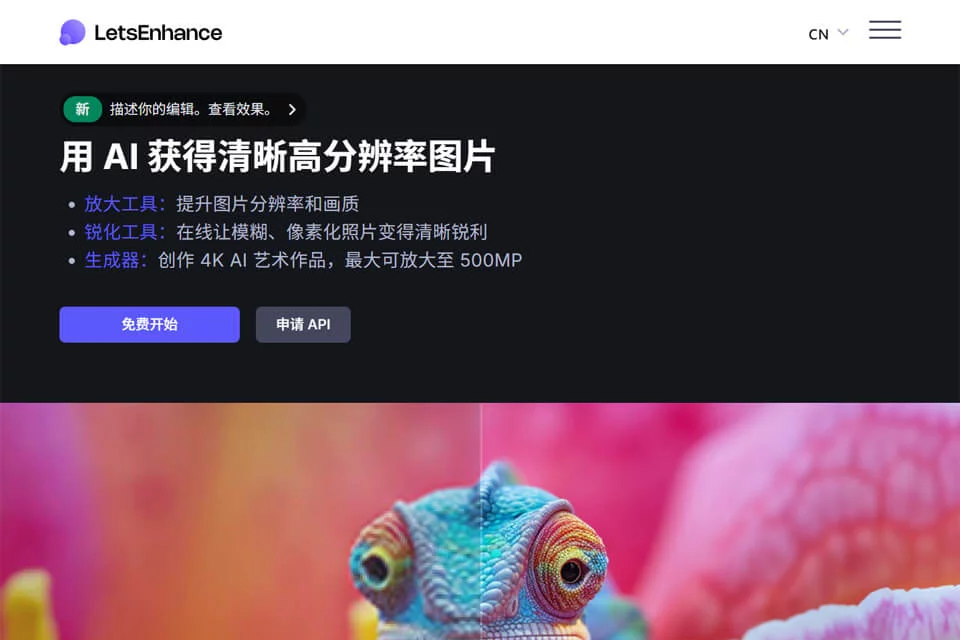 LetsEnhance
CN
新 描述你的编辑。查看效果。
用 AI 获得清晰高分辨率图片
放大工具：提升图片分辨率和画质
锐化工具：在线让模糊、像素化照片变得清晰锐利
生成器：创作 4K AI 艺术作品，最大可放大至 500MP
免费开始
申请 API